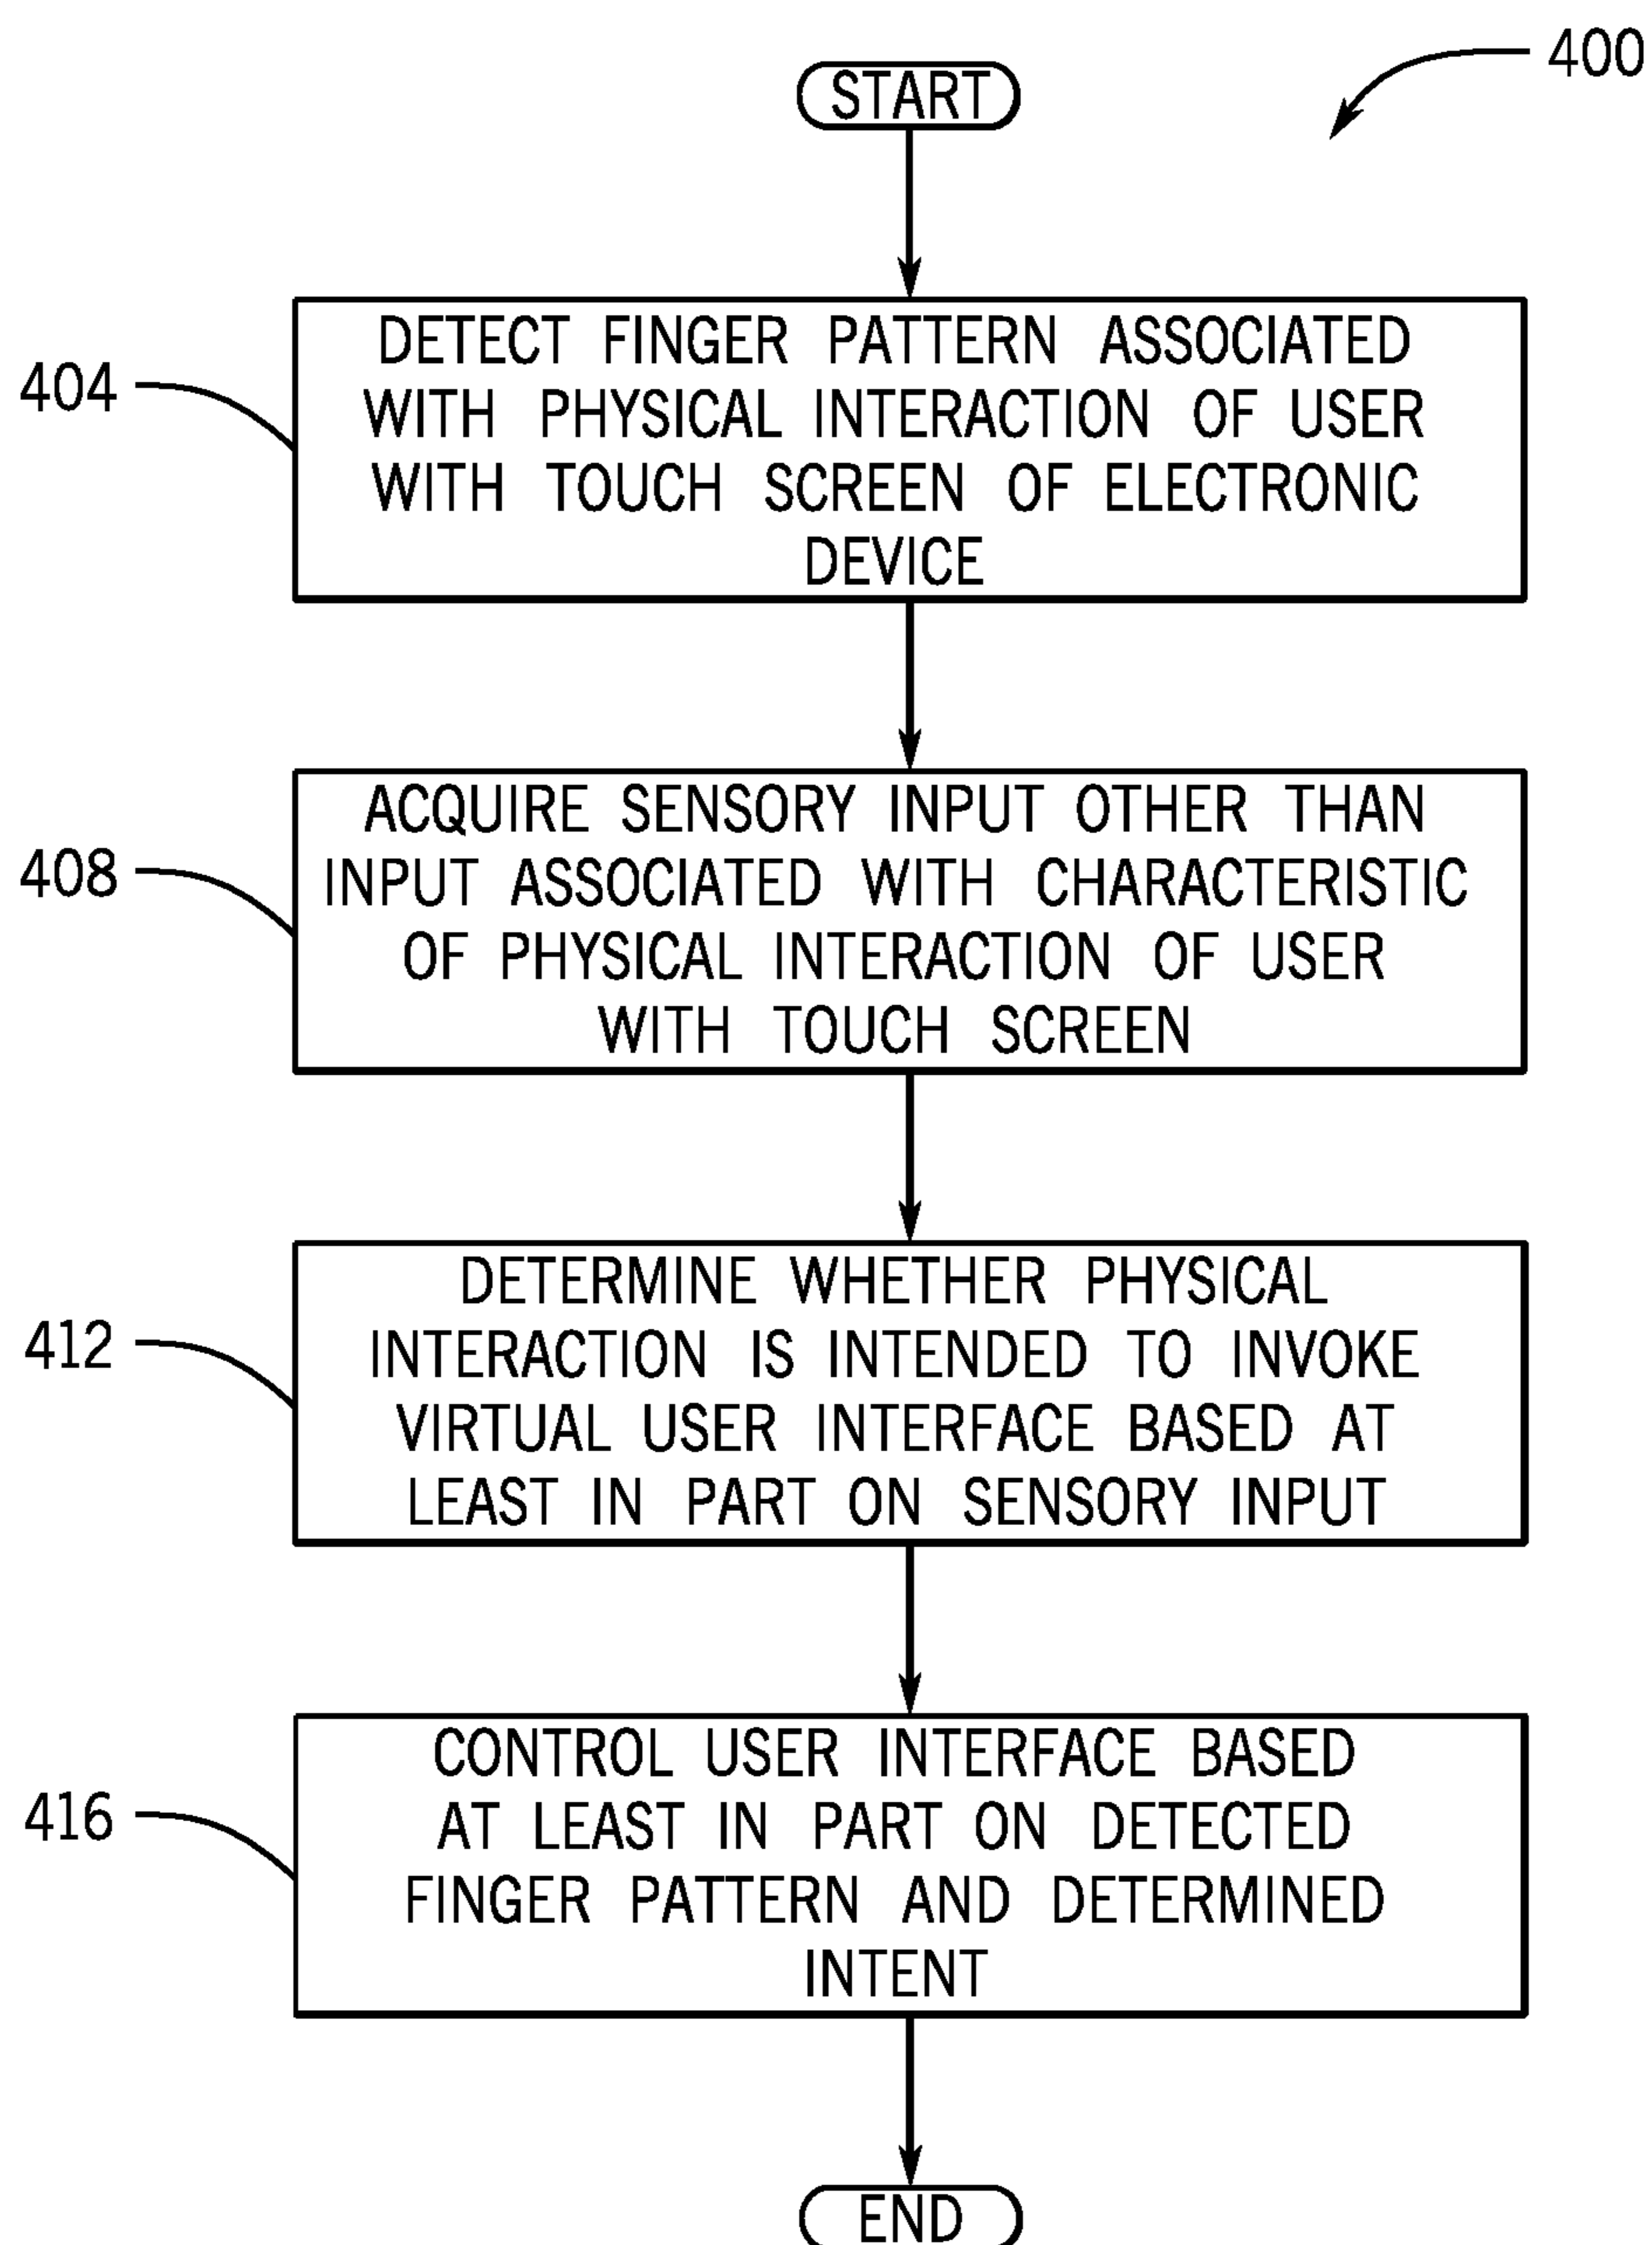 400
START
404
DETECT FINGER PATTERN ASSOCIATED
WITH PHYSICAL INTERACTION OF USER
WITH TOUCH SCREEN OF ELECTRONIC
DEVICE
408
ACQUIRE SENSORY INPUT OTHER THAN
INPUT ASSOCIATED WITH CHARACTERISTIC
OF PHYSICAL INTERACTION OF USER
WITH TOUCH SCREEN
412
DETERMINE WHETHER PHYSICAL
INTERACTION IS INTENDED TO INVOKE
VIRTUAL USER INTERFACE BASED AT
LEAST IN PART ON SENSORY INPUT
416
CONTROL USER INTERFACE BASED
AT LEAST IN PART ON DETECTED
FINGER PATTERN AND DETERMINED
INTENT
END